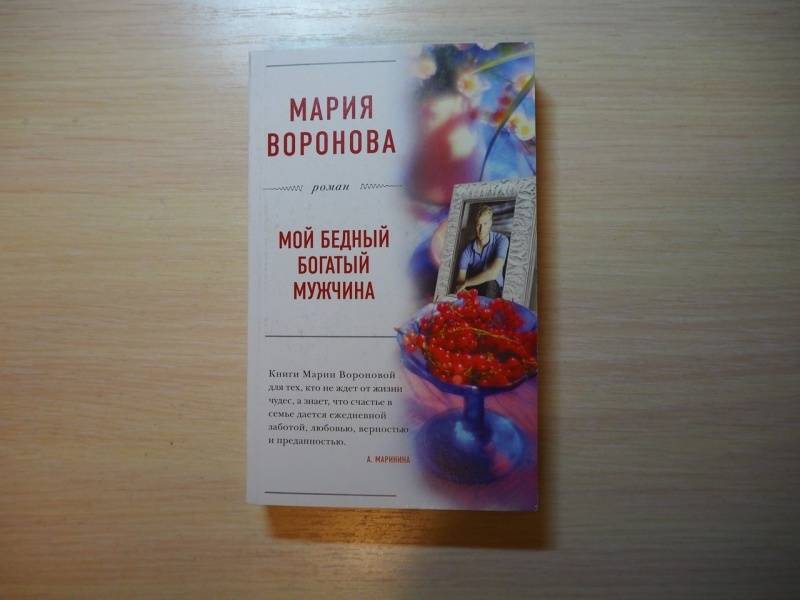 МАРИЯ
ВОРОНОВА
роман
МОЙ БЕДНЫЙ
БОГАТЫЙ
МУЖЧИНА
Книги Марии Вороновой
для тех, кто не ждет от жизни
чудес, а знает, что счастье в
семье дается ежедневной
заботой, любовью, верностью
и преданностью.
А. МАРИНИНА